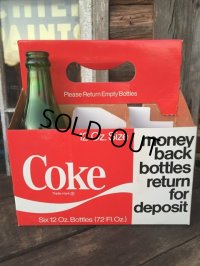 Please Return Empty Bottles
SOLD OUT
12 Oz. Size
money
back
bottles
return
for
deposit
Coke
Trade-mark ®
Six 12 Oz. Bottles (72 Fl. Oz.)